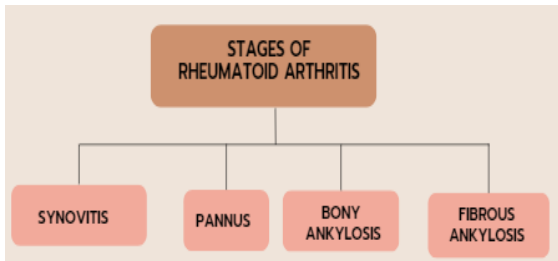 STAGES OF
RHEUMATOID ARTHRITIS
SYNOVITIS
PANNUS
BONY
ANKYLOSIS
FIBROUS
ANKYLOSIS